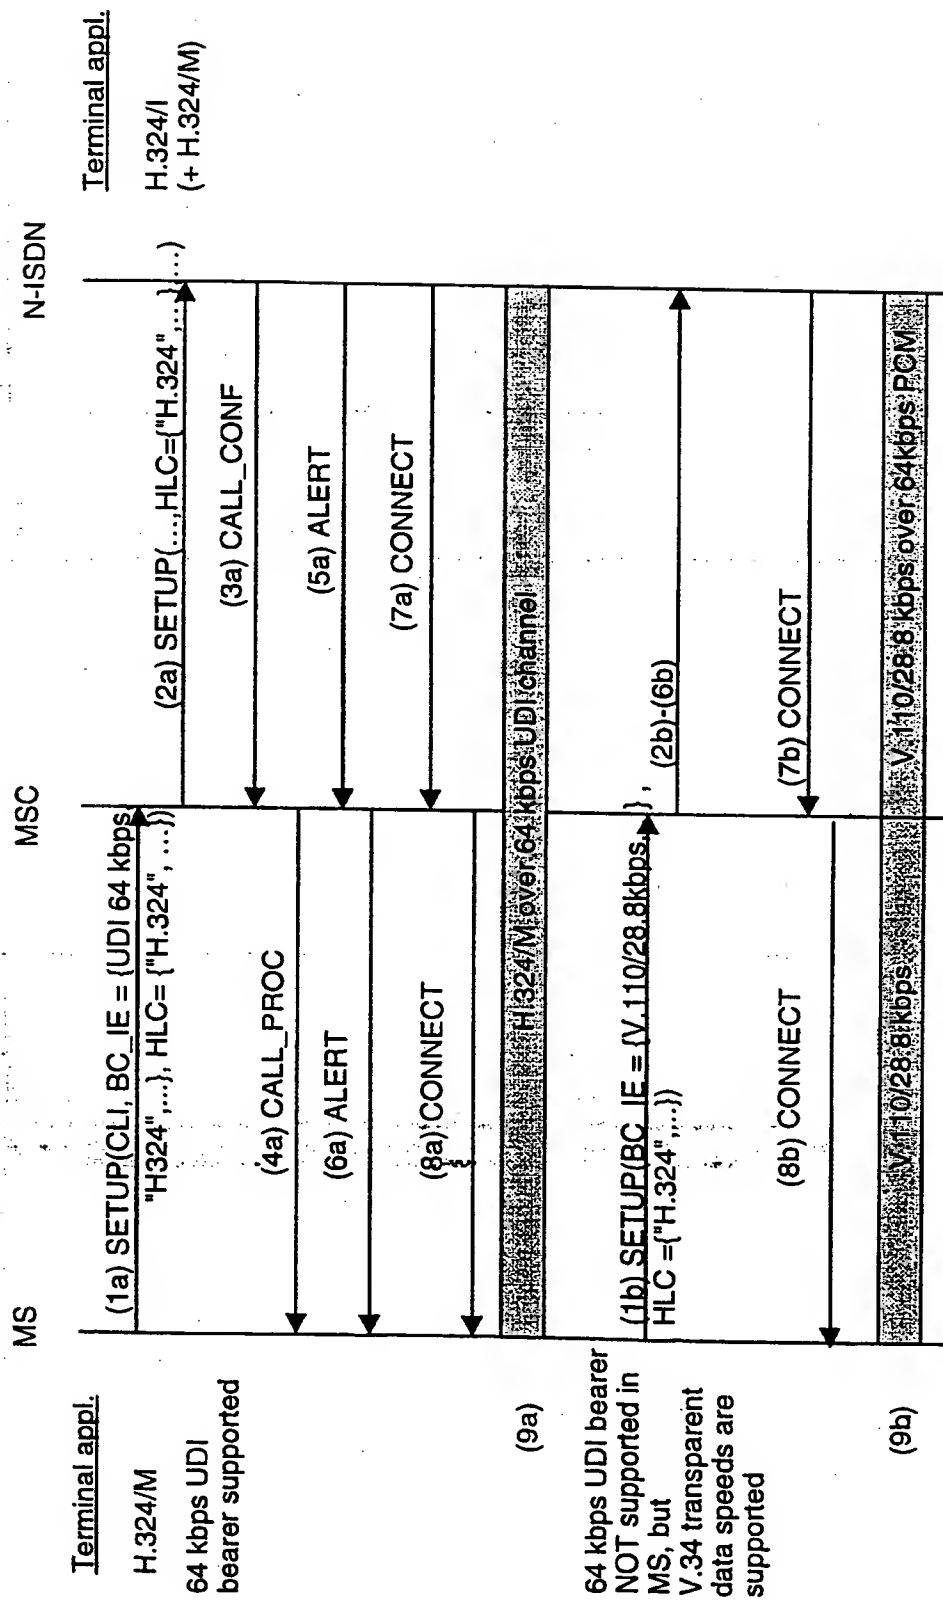 MS
MSC
N-ISDN
Terminal appl.
H.324/M
64 kbps UDI
bearer supported
Terminal appl.
H.324/I
(+ H.324/M)
(1a) SETUP(CLI, BC_IE = {UDI 64 kbps,
"H324",...}, HLC= {"H.324", ...})
(2a) SETUP(...,HLC={"H.324",...},...)
(3a) CALL_CONF
(4a) CALL_PROC
(5a) ALERT
(6a) ALERT
(7a) CONNECT
(8a) CONNECT
(9a)
H.324/M over 64 kbps UDI channel
64 kbps UDI bearer
NOT supported in
MS, but
V.34 transparent
data speeds are
supported
(1b) SETUP(BC_IE = {V.110/28.8kbps,} ,
HLC ={"H.324",...})
(2b)-(6b)
(7b) CONNECT
(8b) CONNECT
(9b)
V.110/28.8 kbps
V.110/28.8 kbps over 64kbps PCM